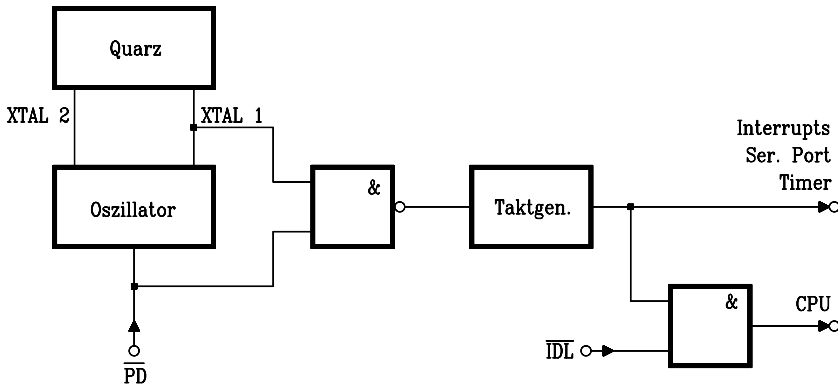 Quarz
XTAL 2
XTAL 1
Interrupts
Ser. Port
Timer
&
Oszillator
Taktgen.
&
CPU
IDL
PD